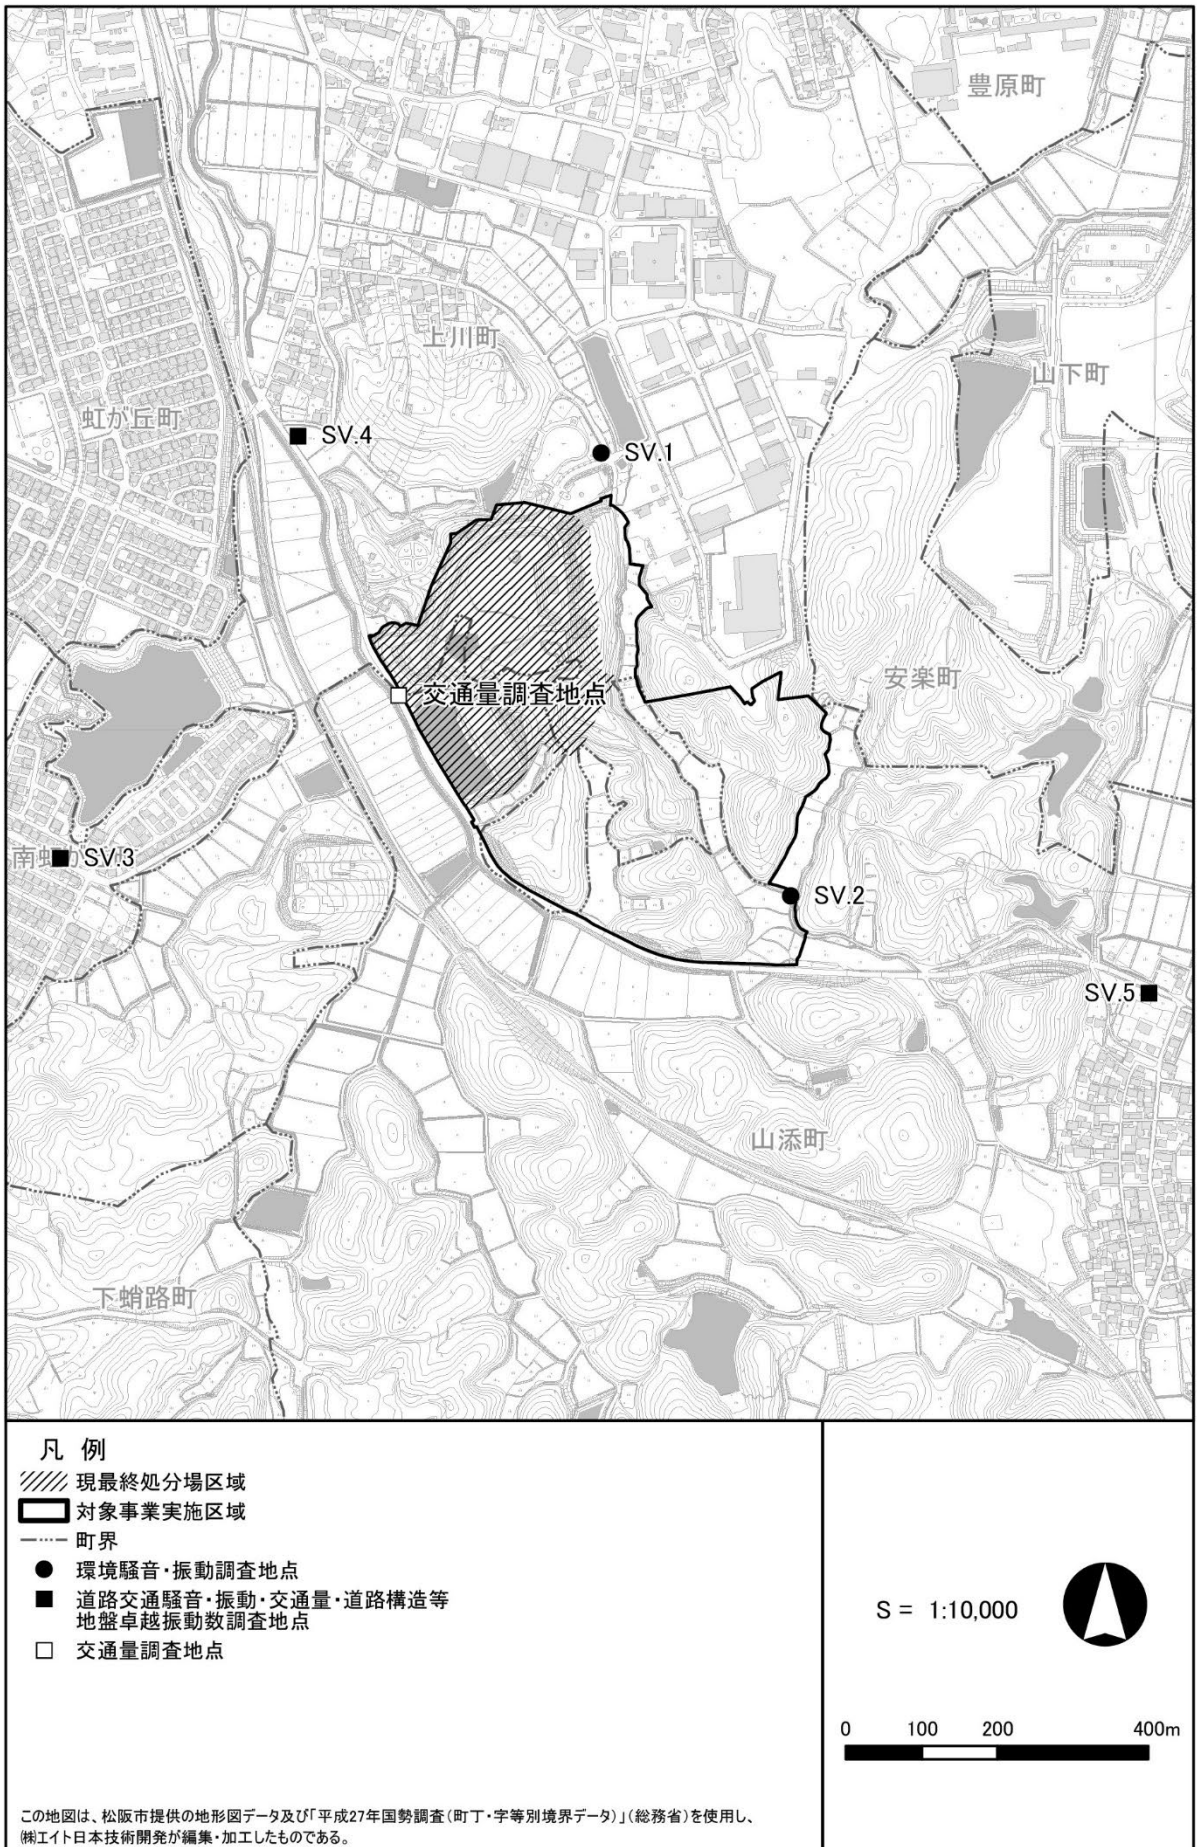 豊原町
上川町
山下町
虹が丘町
SV.4
SV.1
安楽町
交通量調査地点
SV.3
SV.2
SV.5
山添町
下蛸路町
凡 例
現最終処分場区域
対象事業実施区域
町界
環境騒音・振動調査地点
道路交通騒音・振動・交通量・道路構造等
地盤卓越振動数調査地点
交通量調査地点
S = 1:10,000
0 100 200 400m
この地図は、松阪市提供の地形図データ及び「平成27年国勢調査(町丁・字等別境界データ)」(総務省)を使用し、
㈱エイト日本技術開発が編集・加工したものである。